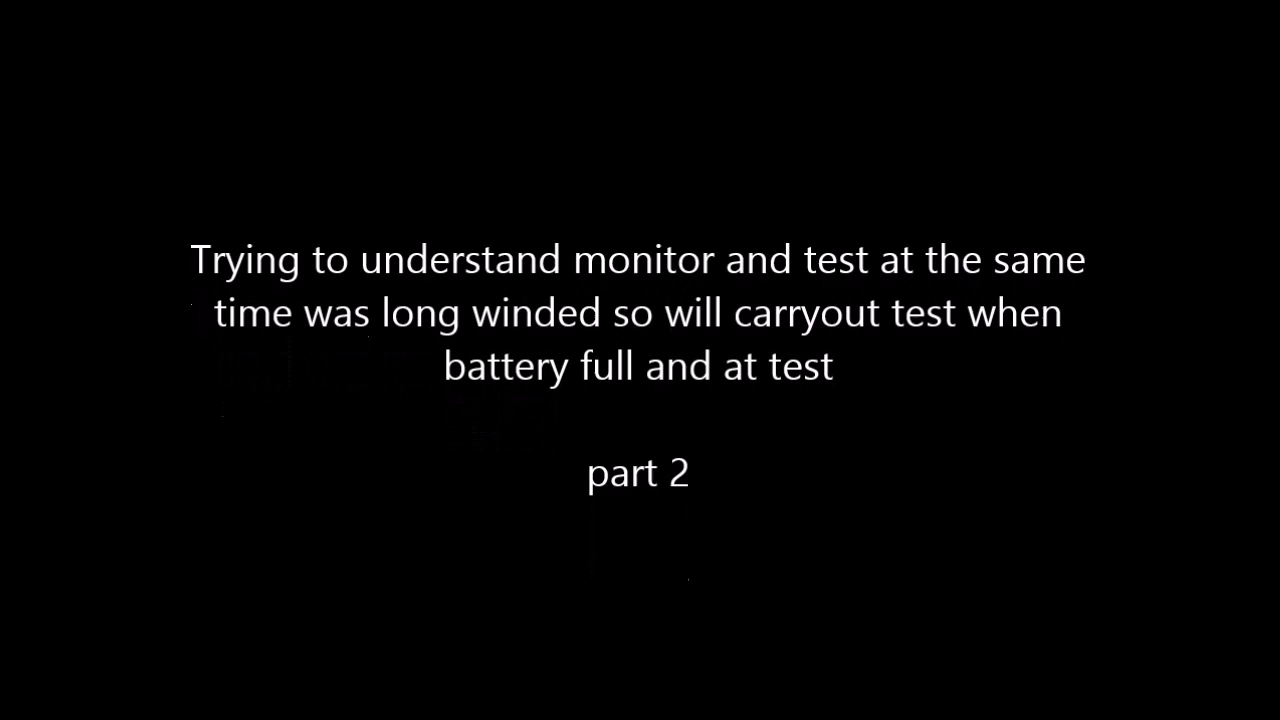 Trying to understand monitor and test at the same
time was long winded so will carryout test when
battery full and at test
part 2